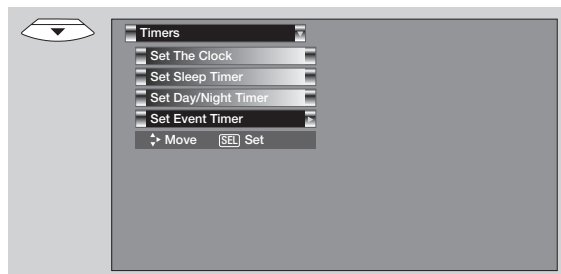 Timers
Set The Clock
Set Sleep Timer
Set Day/Night Timer
Set Event Timer
Move SEL Set